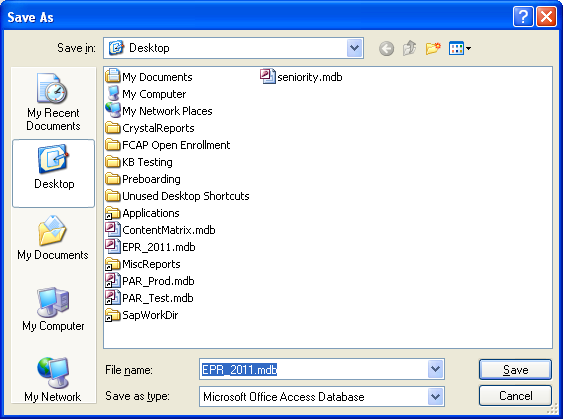 Save As
Save in: Desktop
My Recent
Documents
Desktop
My Documents
My Computer
My Network
My Documents
My Computer
My Network Places
CrystalReports
FCAP Open Enrollment
KB Testing
Preboarding
Unused Desktop Shortcuts
Applications
ContentMatrix.mdb
EPR_2011.mdb
MiscReports
PAR_Prod.mdb
PAR_Test.mdb
SapWorkDir
seniority.mdb
File name: EPR_2011.mdb
Save
Save as type: Microsoft Office Access Database
Cancel